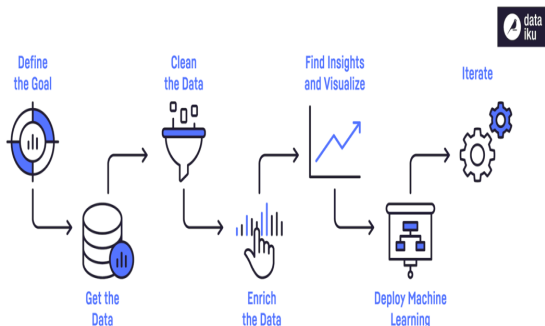 data
iku
Define
the Goal
Clean
the Data
Find Insights
and Visualize
Iterate
Get the
Data
Enrich
the Data
Deploy Machine
Learning